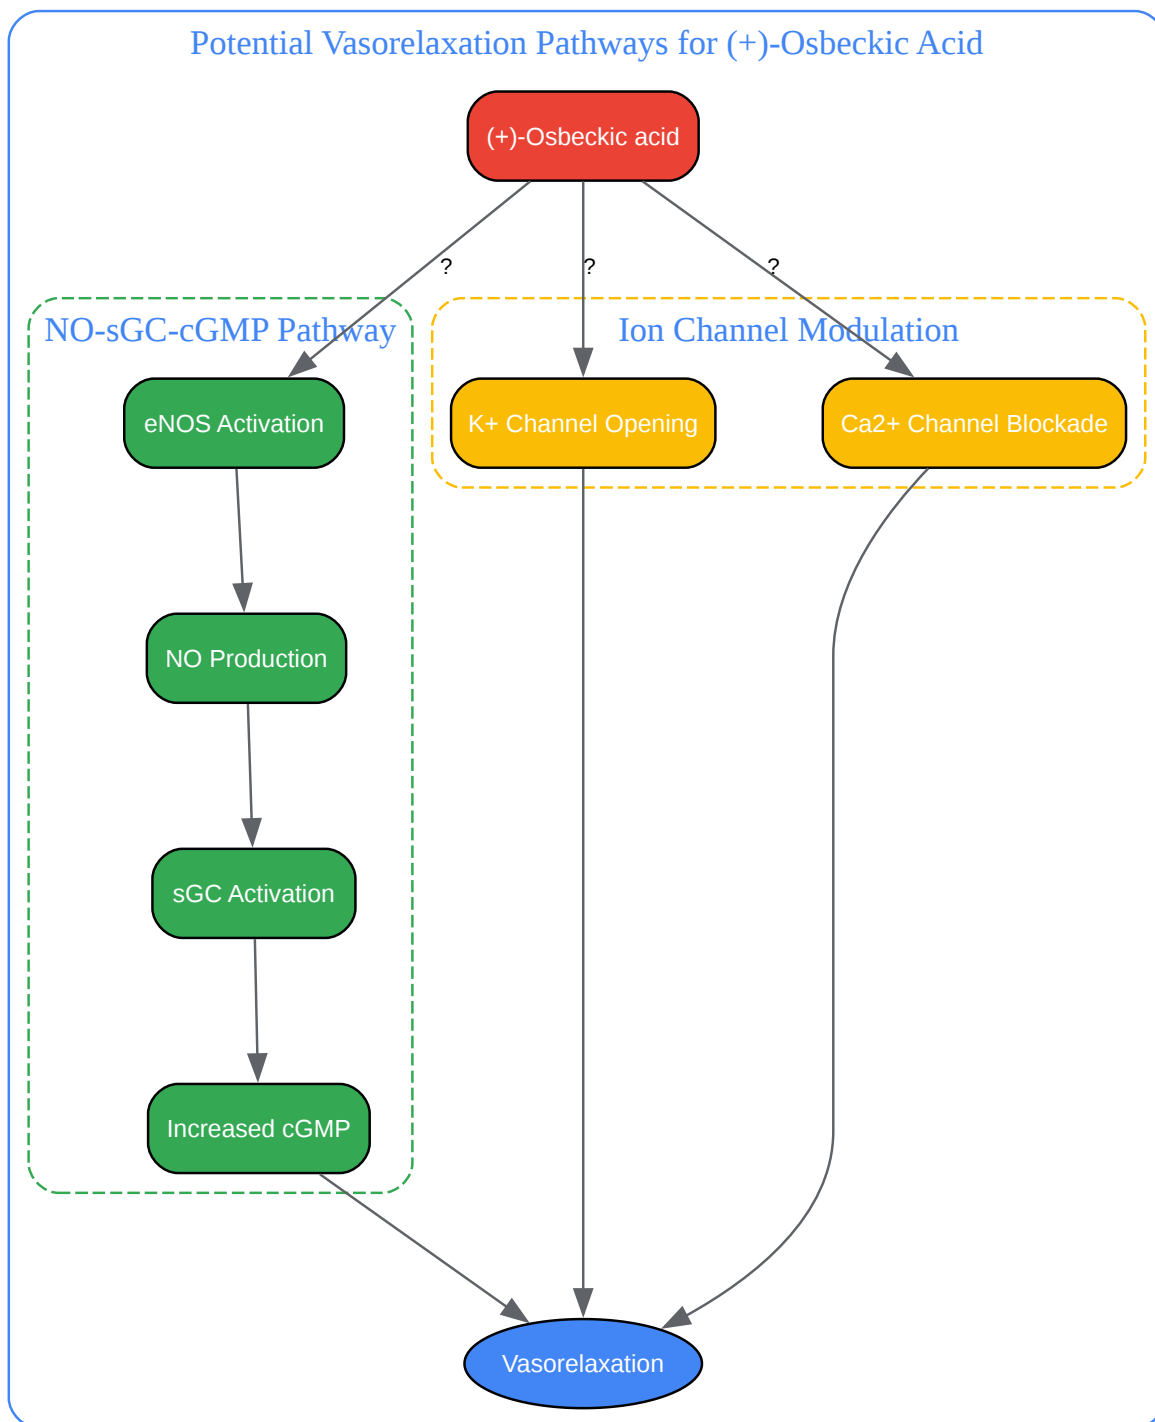 Potential Vasorelaxation Pathways for (+)-Osbeckic Acid
(+)-Osbeckic acid
?
?
?
NO-sGC-cGMP Pathway
Ion Channel Modulation
eNOS Activation
K+ Channel Opening
Ca2+ Channel Blockade
NO Production
sGC Activation
Increased cGMP
Vasorelaxation